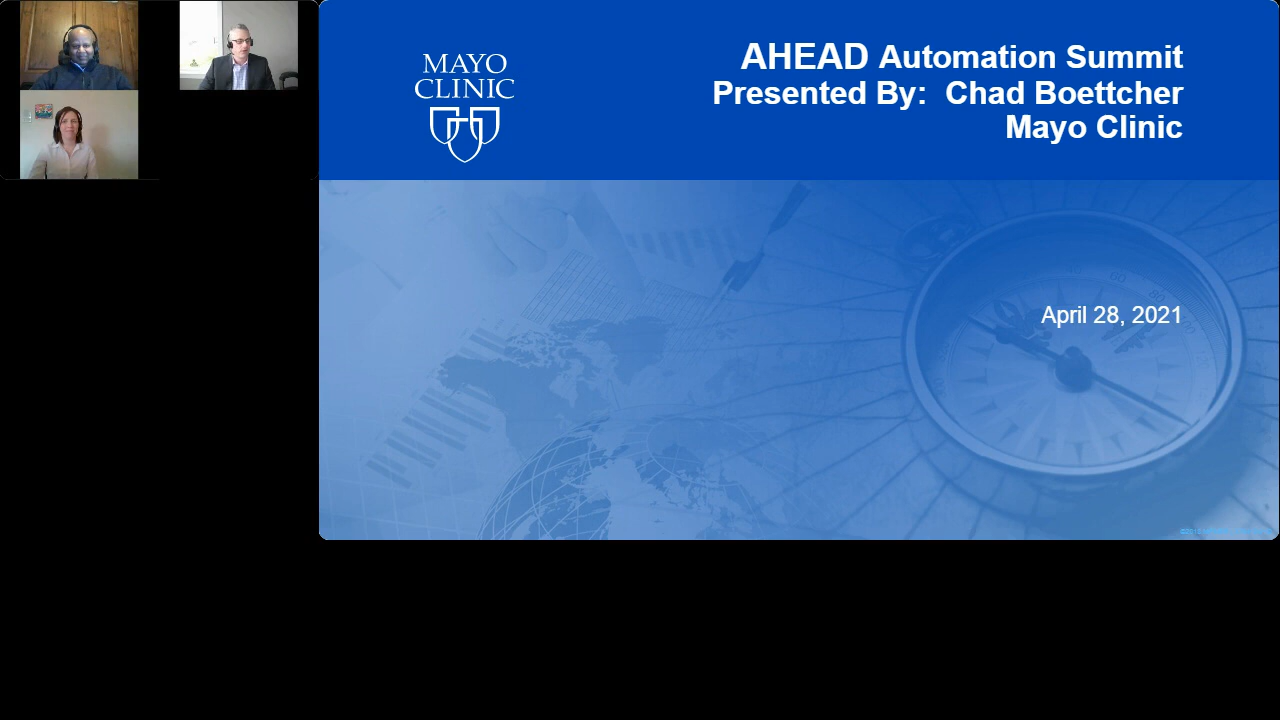 MAYO
CLINIC
AHEAD Automation Summit
Presented By: Chad Boettcher
Mayo Clinic
April 28, 2021